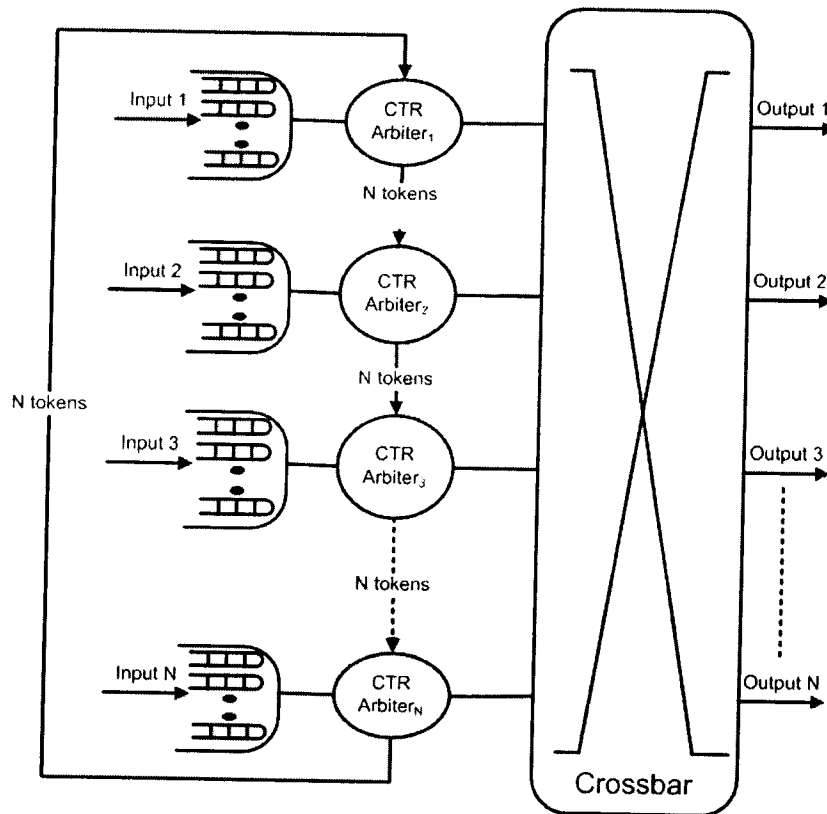 Input 1
CTR
Arbiter1
Output 1
N tokens
Input 2
CTR
Arbiter2
Output 2
N tokens
N tokens
Input 3
CTR
Arbiter3
Output 3
N tokens
Input N
CTR
ArbiterN
Output N
Crossbar